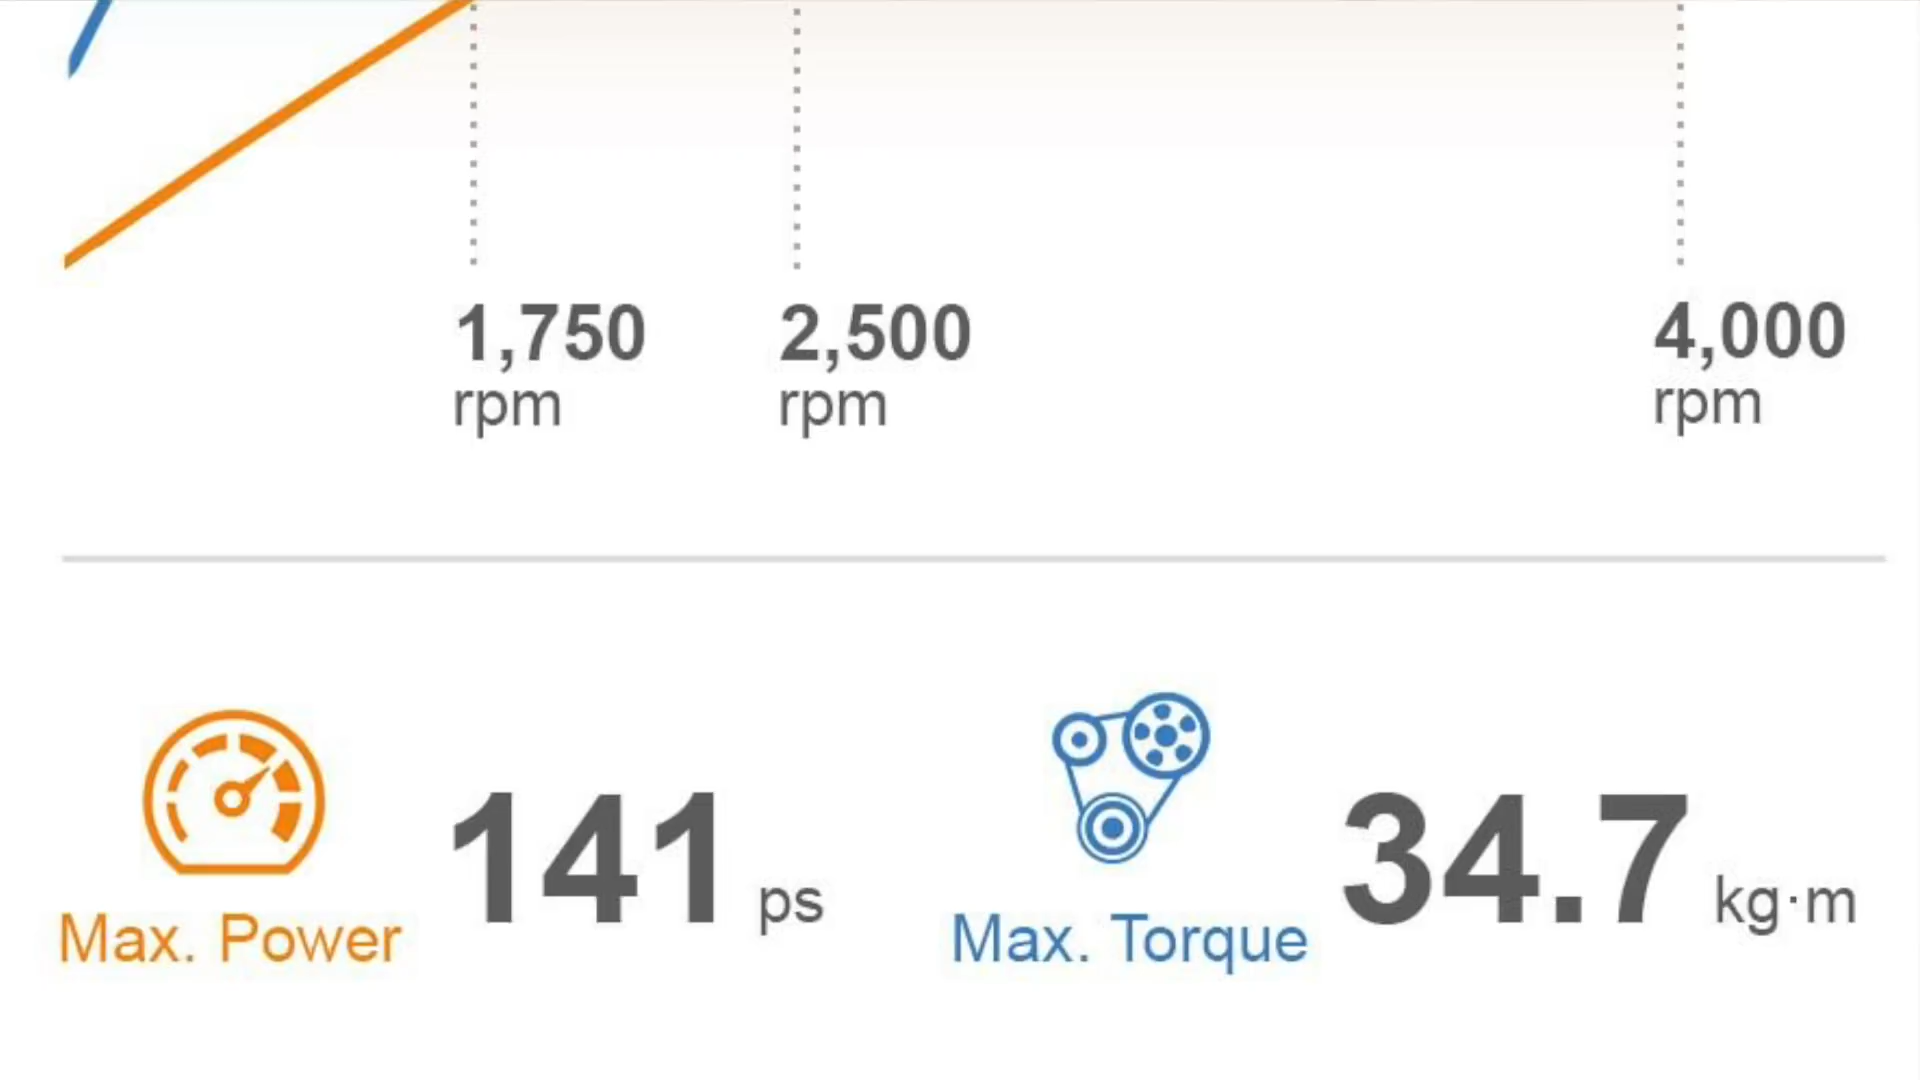 1,750 2,500 4,000
rpm rpm rpm
141 ps 34.7 kg·m
Max. Power Max. Torque